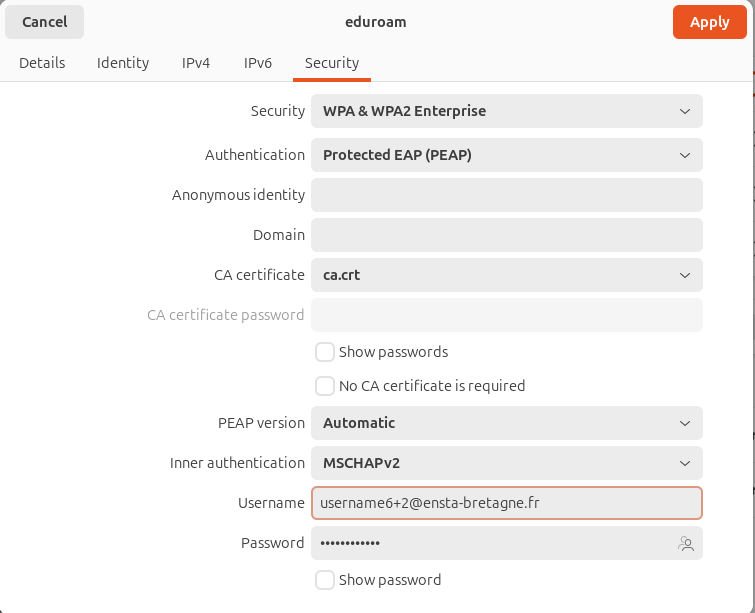 Cancel eduroam Apply
Details Identity IPv4 IPv6 Security
Security WPA & WPA2 Enterprise
Authentication Protected EAP (PEAP)
Anonymous identity
Domain
CA certificate ca.crt
CA certificate password
Show passwords
No CA certificate is required
PEAP version Automatic
Inner authentication MSCHAPv2
Username username6+2@ensta-bretagne.fr
Password ••••••••••••
Show password